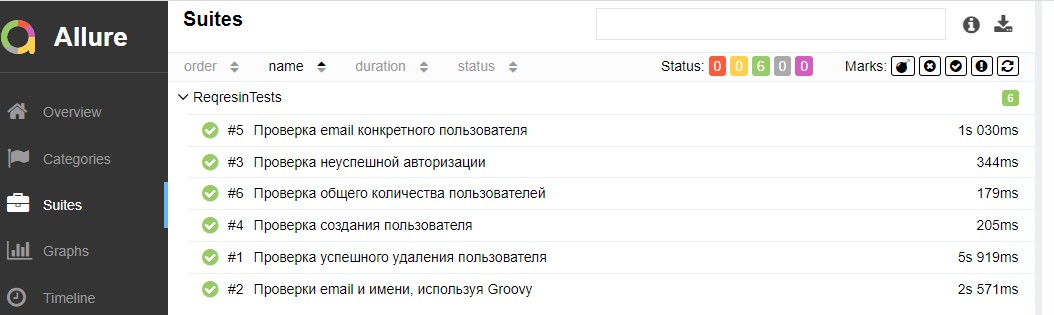 Allure
Overview
Categories
Suites
Graphs
Timeline
Suites
order name duration status Status: 0 0 6 0 0 Marks:
ReqresinTests 6
#5 Проверка email конкретного пользователя 1s 030ms
#3 Проверка неуспешной авторизации 344ms
#6 Проверка общего количества пользователей 179ms
#4 Проверка создания пользователя 205ms
#1 Проверка успешного удаления пользователя 5s 919ms
#2 Проверки email и имени, используя Groovy 2s 571ms